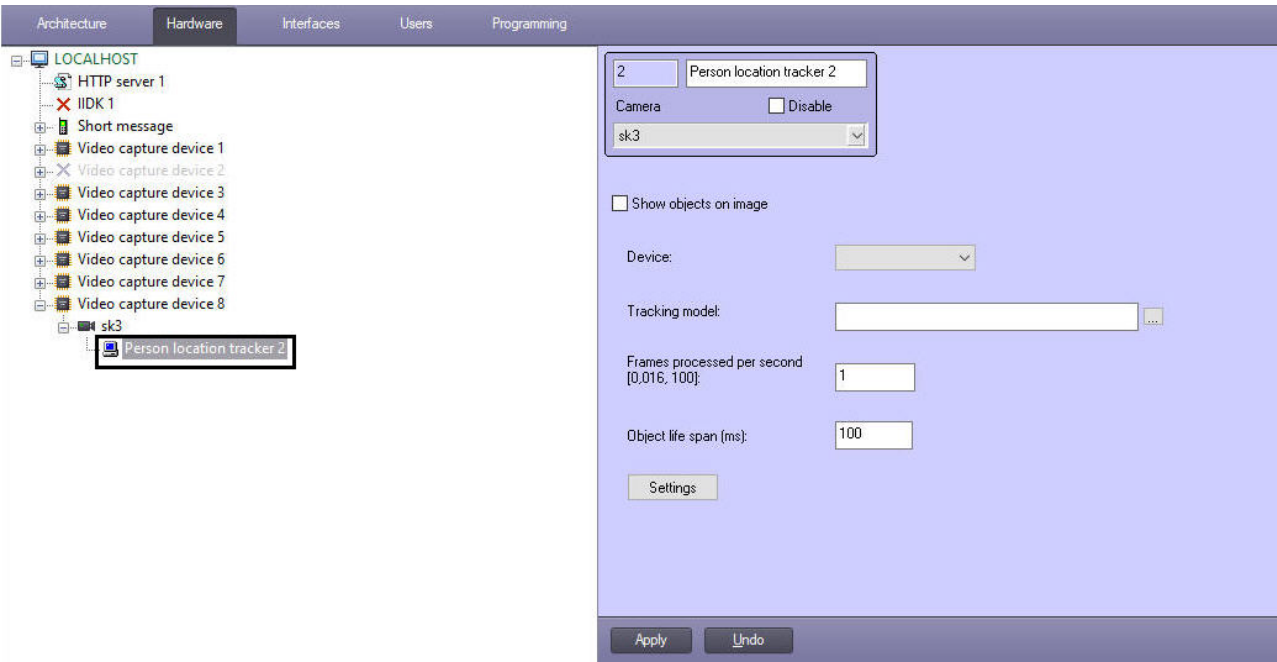 Architecture Hardware Interfaces Users Programming
LOCALHOST
HTTP server 1
IIDK 1
Short message
Video capture device 1
Video capture device 2
Video capture device 3
Video capture device 4
Video capture device 5
Video capture device 6
Video capture device 7
Video capture device 8
sk3
Person location tracker 2
2 Person location tracker 2
Camera Disable
sk3
Show objects on image
Device:
Tracking model: ...
Frames processed per second
[0,016, 100]: 1
Object life span (ms): 100
Settings
Apply Undo